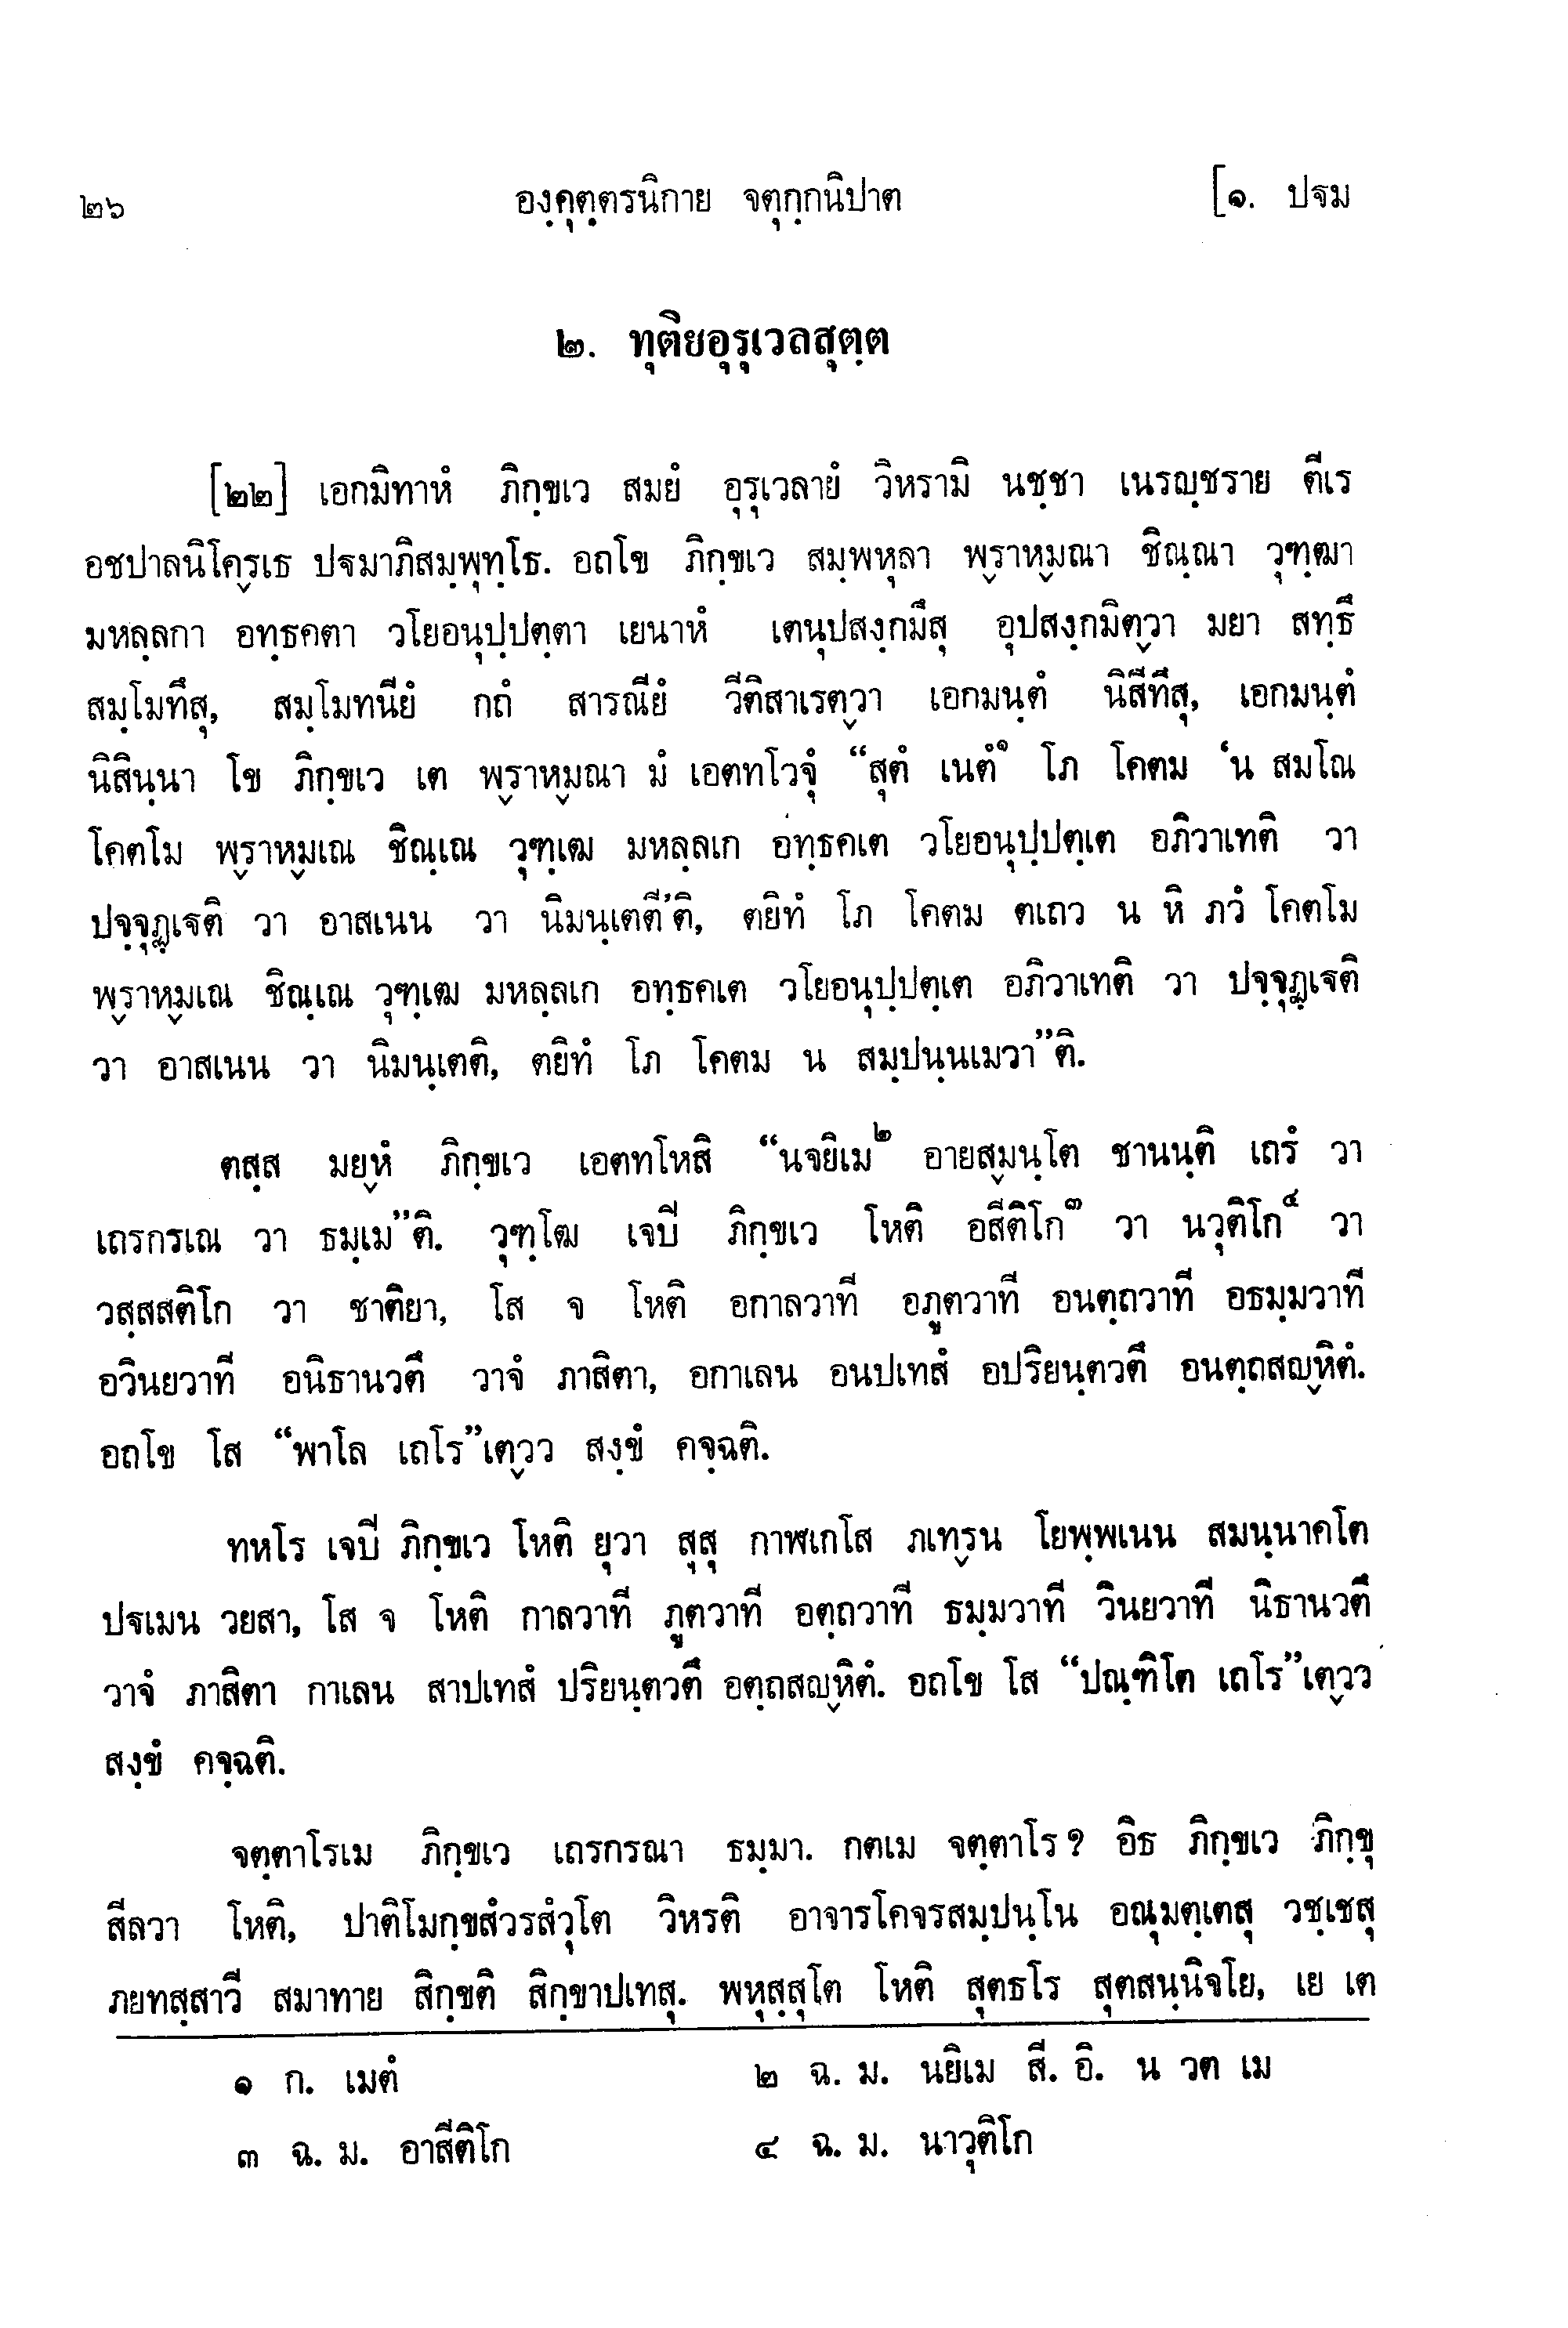 ๒๖ องฺคุตฺตรนิกาย จตุกฺกนิปาต [๑. ปฐม
๒. ทุติยอุรุเวลสุตฺต
[๒๒] เอกมิทาหํ ภิกฺขเว สมยํ อุรุเวลายํ วิหรามิ นชฺชา เนรญฺชราย ตีเร
อชปาลนิโคฺรเธ ปฐมาภิสมฺพุทฺโธ. อถโข ภิกฺขเว สมฺพหุลา พฺราหฺมณา ชิณฺณา วุฑฺฒา
มหลฺลกา อทฺธคตา วโยอนุปฺปตฺตา เยนาหํ เตนุปสงฺกมึสุ อุปสงฺกมิตฺวา มยา สทฺธึ
สมฺโมทึสุ, สมฺโมทนียํ กถํ สารณียํ วีติสาเรตฺวา เอกมนฺตํ นิสีทึสุ, เอกมนฺตํ
นิสินฺนา โข ภิกฺขเว เต พฺราหฺมณา มํ เอตทโวจุํ “สุตํ เนตํ๑ โภ โคตม ‘น สมโณ
โคตโม พฺราหฺมเณ ชิณฺเณ วุฑฺเฒ มหลฺลเก อทฺธคเต วโยอนุปฺปตฺเต อภิวาเทติ วา
ปจฺจุฏฺเฐติ วา อาสเนน วา นิมนฺเตตี’ติ, ตยิทํ โภ โคตม ตเถว น หิ ภวํ โคตโม
พฺราหฺมเณ ชิณฺเณ วุฑฺเฒ มหลฺลเก อทฺธคเต วโยอนุปฺปตฺเต อภิวาเทติ วา ปจฺจุฏฺเฐติ
วา อาสเนน วา นิมนฺเตติ, ตยิทํ โภ โคตม น สมฺปนฺนเมวา”ติ.
ตสฺส มยฺหํ ภิกฺขเว เอตทโหสิ “นจยิเม๒ อายสฺมนฺโต ชานนฺติ เถรํ วา
เถรกรเณ วา ธมฺเม”ติ. วุฑฺโฒ เจปิ ภิกฺขเว โหติ อสีติโก๓ วา นวุติโก๔ วา
วสฺสสติโก วา ชาติยา, โส จ โหติ อกาลวาที อภูตวาที อนตฺถวาที อธมฺมวาที
อวินยวาที อนิธานวตึ วาจํ ภาสิตา, อกาเลน อนปเทสํ อปริยนฺตวตึ อนตฺถสญฺหิตํ.
อถโข โส “พาโล เถโร”เตฺวว สงฺขํ คจฺฉติ.
ทหโร เจปิ ภิกฺขเว โหติ ยุวา สุสุ กาฬเกโส ภเทฺรน โยพฺพเนน สมนฺนาคโต
ปฐเมน วยสา, โส จ โหติ กาลวาที ภูตวาที อตฺถวาที ธมฺมวาที วินยวาที นิธานวตึ
วาจํ ภาสิตา กาเลน สาปเทสํ ปริยนฺตวตึ อตฺถสญฺหิตํ. อถโข โส “ปณฺฑิโต เถโร”เตฺวว
สงฺขํ คจฺฉติ.
จตฺตาโรเม ภิกฺขเว เถรกรณา ธมฺมา. กตเม จตฺตาโร ? อิธ ภิกฺขเว ภิกฺขุ
สีลวา โหติ, ปาติโมกฺขสํวรสํวุโต วิหรติ อาจารโคจรสมฺปนฺโน อณุมตฺเตสุ วชฺเชสุ
ภยทสฺสาวี สมาทาย สิกฺขติ สิกฺขาปเทสุ. พหุสฺสุโต โหติ สุตธโร สุตสนฺนิจโย, เย เต
๑ ก. เมตํ ๒ ฉ. ม. นยิเม สี. อิ. น วต เม
๓ ฉ. ม. อาสีติโก ๔ ฉ. ม. นาวุติโก